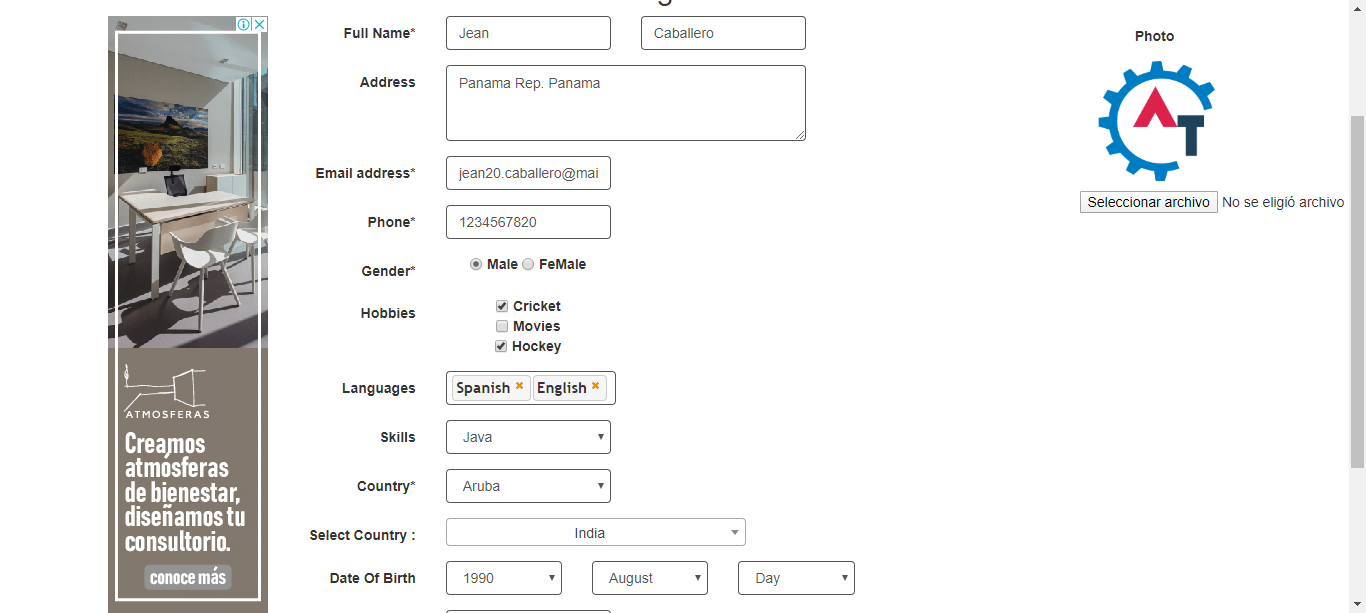 Full Name* Jean Caballero
Address Panama Rep. Panama
Email address* jean20.caballero@mai
Phone* 1234567820
Gender* Male FeMale
Hobbies Cricket
Movies
Hockey
Languages Spanish English
Skills Java
Country* Aruba
Select Country : India
Date Of Birth 1990 August Day
Photo
AT
Seleccionar archivo No se eligió archivo
ATMOSFERAS
Creamos
atmósferas
de bienestar,
diseñamos tu
consultorio.
conoce más